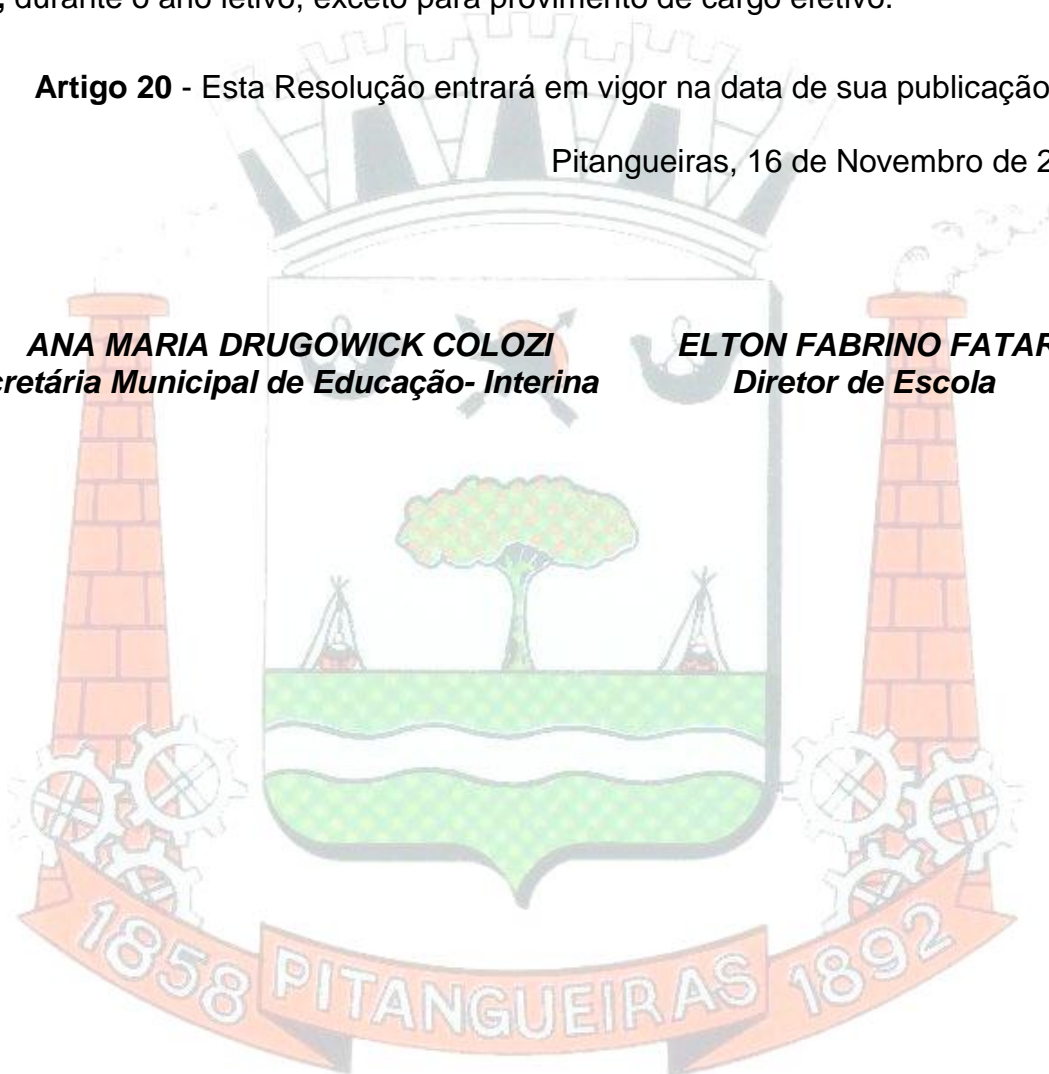 , durante o ano letivo, exceto para provimento de cargo efetivo.
Artigo 20 - Esta Resolução entrará em vigor na data de sua publicação
Pitangueiras, 16 de Novembro de 2
ANA MARIA DRUGOWICK COLOZI ELTON FABRINO FATAR
cretária Municipal de Educação- Interina Diretor de Escola
1858 PITANGUEIRAS 1892